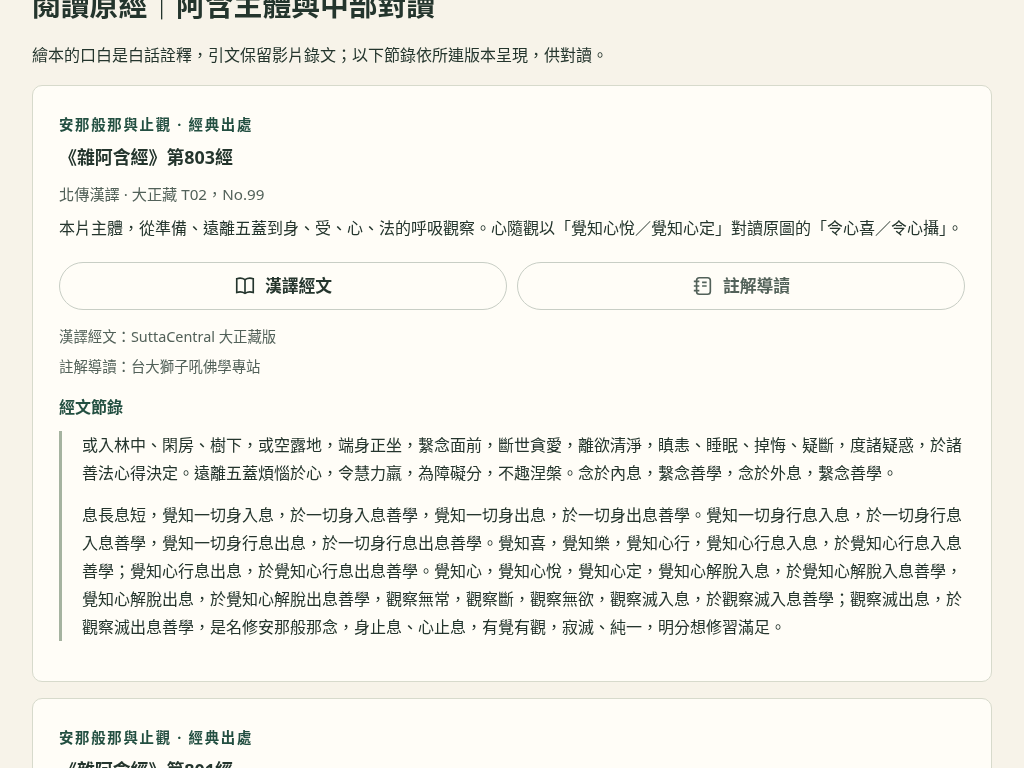 閱讀原經｜阿含主體與中部對讀
繪本的口白是白話詮釋，引文保留影片錄文；以下節錄依所連版本呈現，供對讀。
安那般那與止觀 · 經典出處
《雜阿含經》第803經
北傳漢譯 · 大正藏 T02，No.99
本片主體，從準備、遠離五蓋到身、受、心、法的呼吸觀察。心隨觀以「覺知心悅／覺知心定」對讀原圖的「令心喜／令心攝」。
漢譯經文
註解導讀
漢譯經文：SuttaCentral 大正藏版
註解導讀：台大獅子吼佛學專站
經文節錄
或入林中、閑房、樹下，或空露地，端身正坐，繫念面前，斷世貪愛，離欲清淨，瞋恚、睡眠、掉悔、疑斷，度諸疑惑，於諸
善法心得決定。遠離五蓋煩惱於心，令慧力羸，為障礙分，不趣涅槃。念於內息，繫念善學，念於外息，繫念善學。
息長息短，覺知一切身入息，於一切身入息善學，覺知一切身出息，於一切身出息善學。覺知一切身行息入息，於一切身行息
入息善學，覺知一切身行息出息，於一切身行息出息善學。覺知喜，覺知樂，覺知心行，覺知心行息入息，於覺知心行息入息
善學；覺知心行息出息，於覺知心行息出息善學。覺知心，覺知心悅，覺知心定，覺知心解脫入息，於覺知心解脫入息善學，
覺知心解脫出息，於覺知心解脫出息善學，觀察無常，觀察斷，觀察無欲，觀察滅入息，於觀察滅入息善學；觀察滅出息，於
觀察滅出息善學，是名修安那般那念，身止息、心止息，有覺有觀，寂滅、純一，明分想修習滿足。
安那般那與止觀 · 經典出處
《雜阿含經》第801經